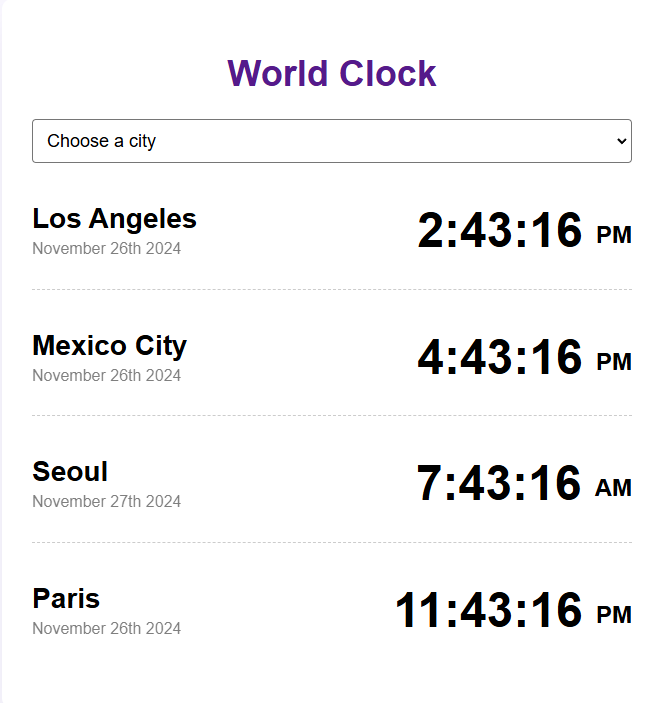 World Clock
Choose a city
Los Angeles
November 26th 2024
2:43:16 PM
Mexico City
November 26th 2024
4:43:16 PM
Seoul
November 27th 2024
7:43:16 AM
Paris
November 26th 2024
11:43:16 PM